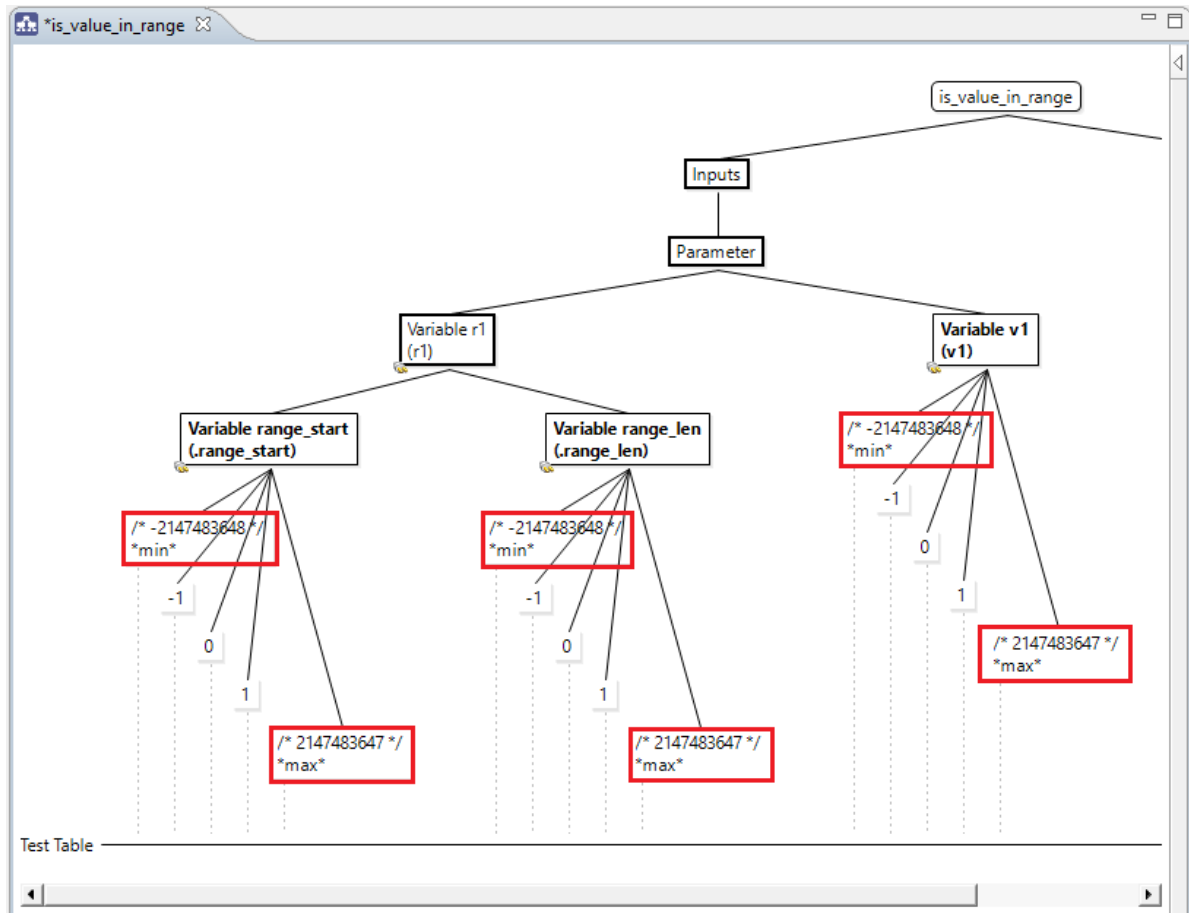 *is_value_in_range
is_value_in_range
Inputs
Parameter
Variable r1
(r1)
Variable v1
(v1)
Variable range_start
(.range_start)
Variable range_len
(.range_len)
/* -2147483648 */
*min*
-1
0
1
/* 2147483647 */
*max*
/* -2147483648 */
*min*
-1
0
1
/* 2147483647 */
*max*
/* -2147483648 */
*min*
-1
0
1
/* 2147483647 */
*max*
Test Table